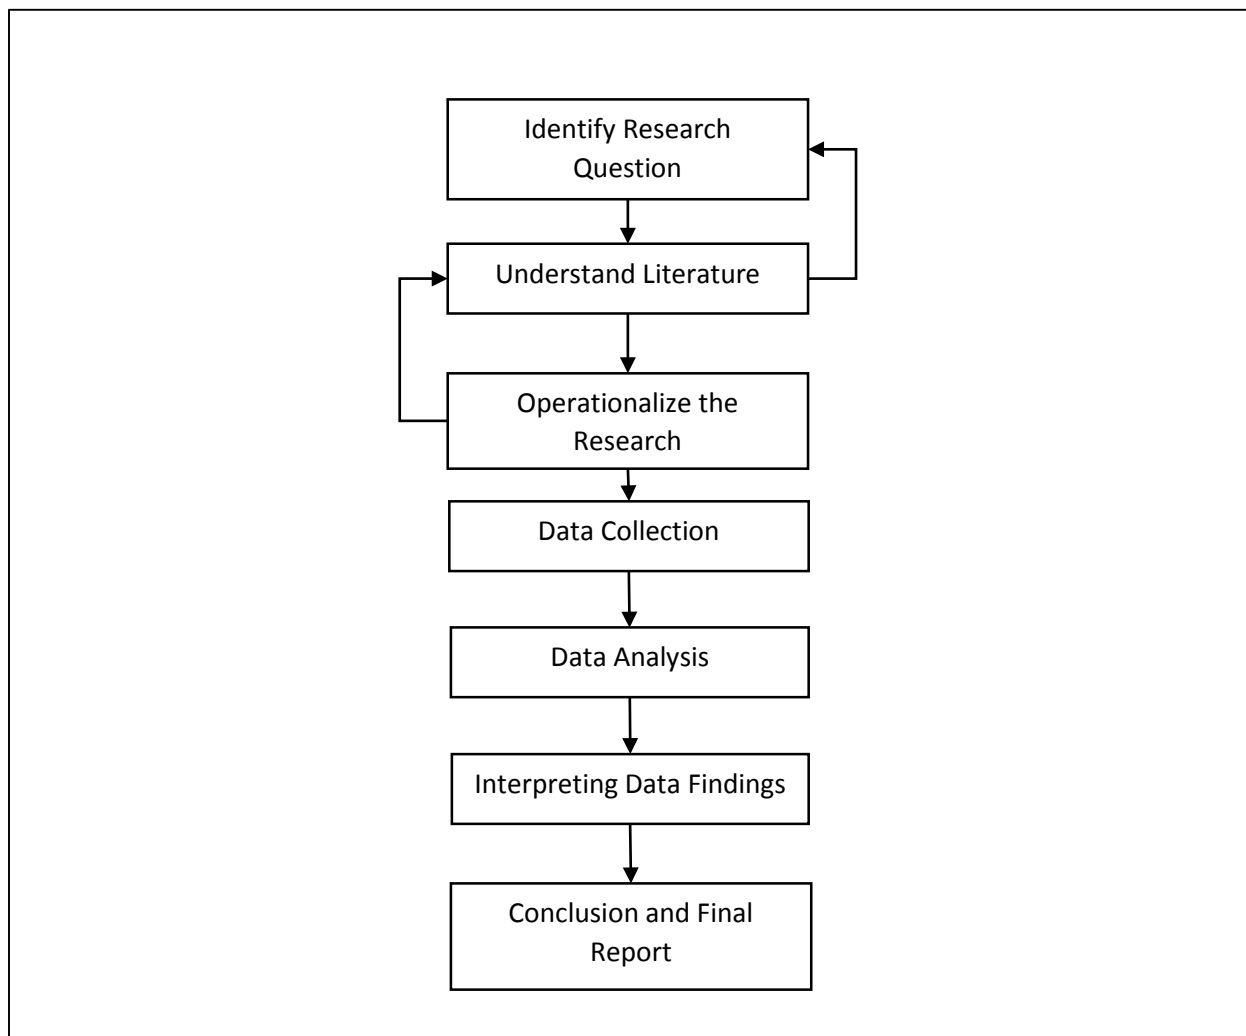 Identify Research
Question
Understand Literature
Operationalize the
Research
Data Collection
Data Analysis
Interpreting Data Findings
Conclusion and Final
Report